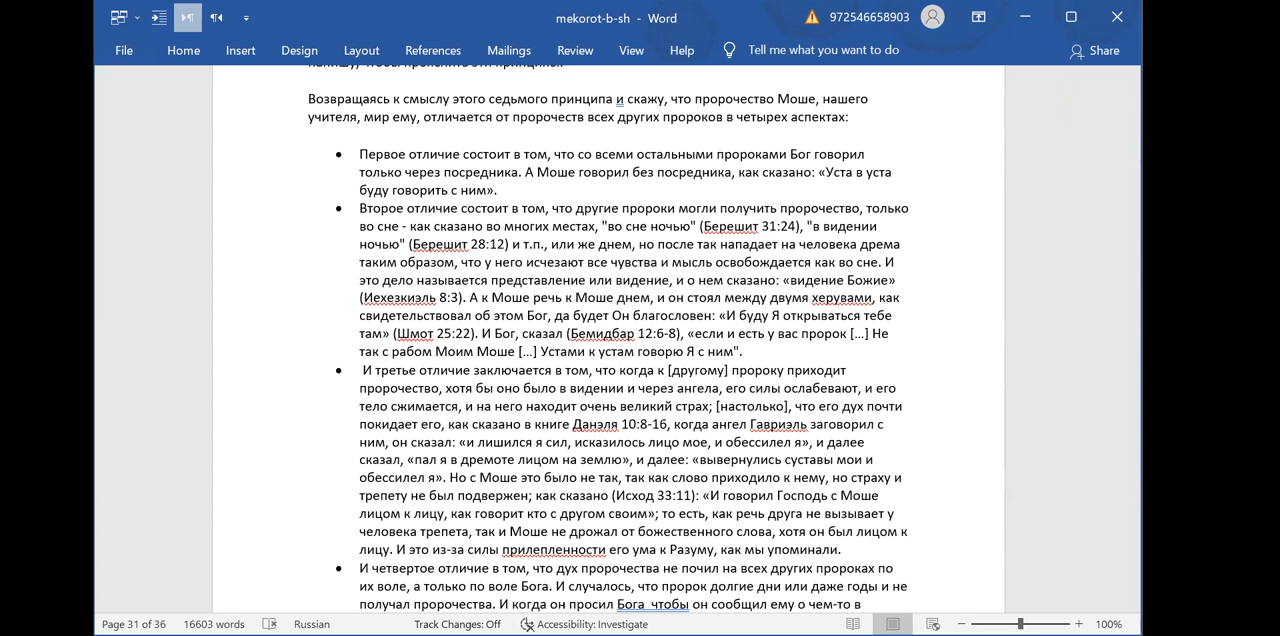 mekorot-b-sh - Word
972546658903
File Home Insert Design Layout References Mailings Review View Help Tell me what you want to do Share
Возвращаясь к смыслу этого седьмого принципа и скажу, что пророчество Моше, нашего
учителя, мир ему, отличается от пророчеств всех других пророков в четырех аспектах:
• Первое отличие состоит в том, что со всеми остальными пророками Бог говорил
только через посредника. А Моше говорил без посредника, как сказано: «Уста в уста
буду говорить с ним».
• Второе отличие состоит в том, что другие пророки могли получить пророчество, только
во сне - как сказано во многих местах, "во сне ночью" (Берешит 31:24), "в видении
ночью" (Берешит 28:12) и т.п., или же днем, но после так нападает на человека дрема
таким образом, что у него исчезают все чувства и мысль освобождается как во сне. И
это дело называется представление или видение, и о нем сказано: «видение Божие»
(Иехезкиэль 8:3). А к Моше речь к Моше днем, и он стоял между двумя херувами, как
свидетельствовал об этом Бог, да будет Он благословен: «И буду Я открываться тебе
там» (Шмот 25:22). И Бог, сказал (Бемидбар 12:6-8), «если и есть у вас пророк [...] Не
так с рабом Моим Моше [...] Устами к устам говорю Я с ним".
• И третье отличие заключается в том, что когда к [другому] пророку приходит
пророчество, хотя бы оно было в видении и через ангела, его силы ослабевают, и его
тело сжимается, и на него находит очень великий страх; [настолько], что его дух почти
покидает его, как сказано в книге Данэля 10:8-16, когда ангел Гавриэль заговорил с
ним, он сказал: «и лишился я сил, исказилось лицо мое, и обессилел я», и далее
сказал, «пал я в дремоте лицом на землю», и далее: «вывернулись суставы мои и
обессилел я». Но с Моше это было не так, так как слово приходило к нему, но страху и
трепету не был подвержен; как сказано (Исход 33:11): «И говорил Господь с Моше
лицом к лицу, как говорит кто с другом своим»; то есть, как речь друга не вызывает у
человека трепета, так и Моше не дрожал от божественного слова, хотя он был лицом к
лицу. И это из-за силы прилепленности его ума к Разуму, как мы упоминали.
• И четвертое отличие в том, что дух пророчества не почил на всех других пророках по
их воле, а только по воле Бога. И случалось, что пророк долгие дни или даже годы и не
получал пророчества. И когда он просил Бога чтобы он сообщил ему о чем-то в
Page 31 of 36 16603 words Russian Track Changes: Off Accessibility: Investigate 100%